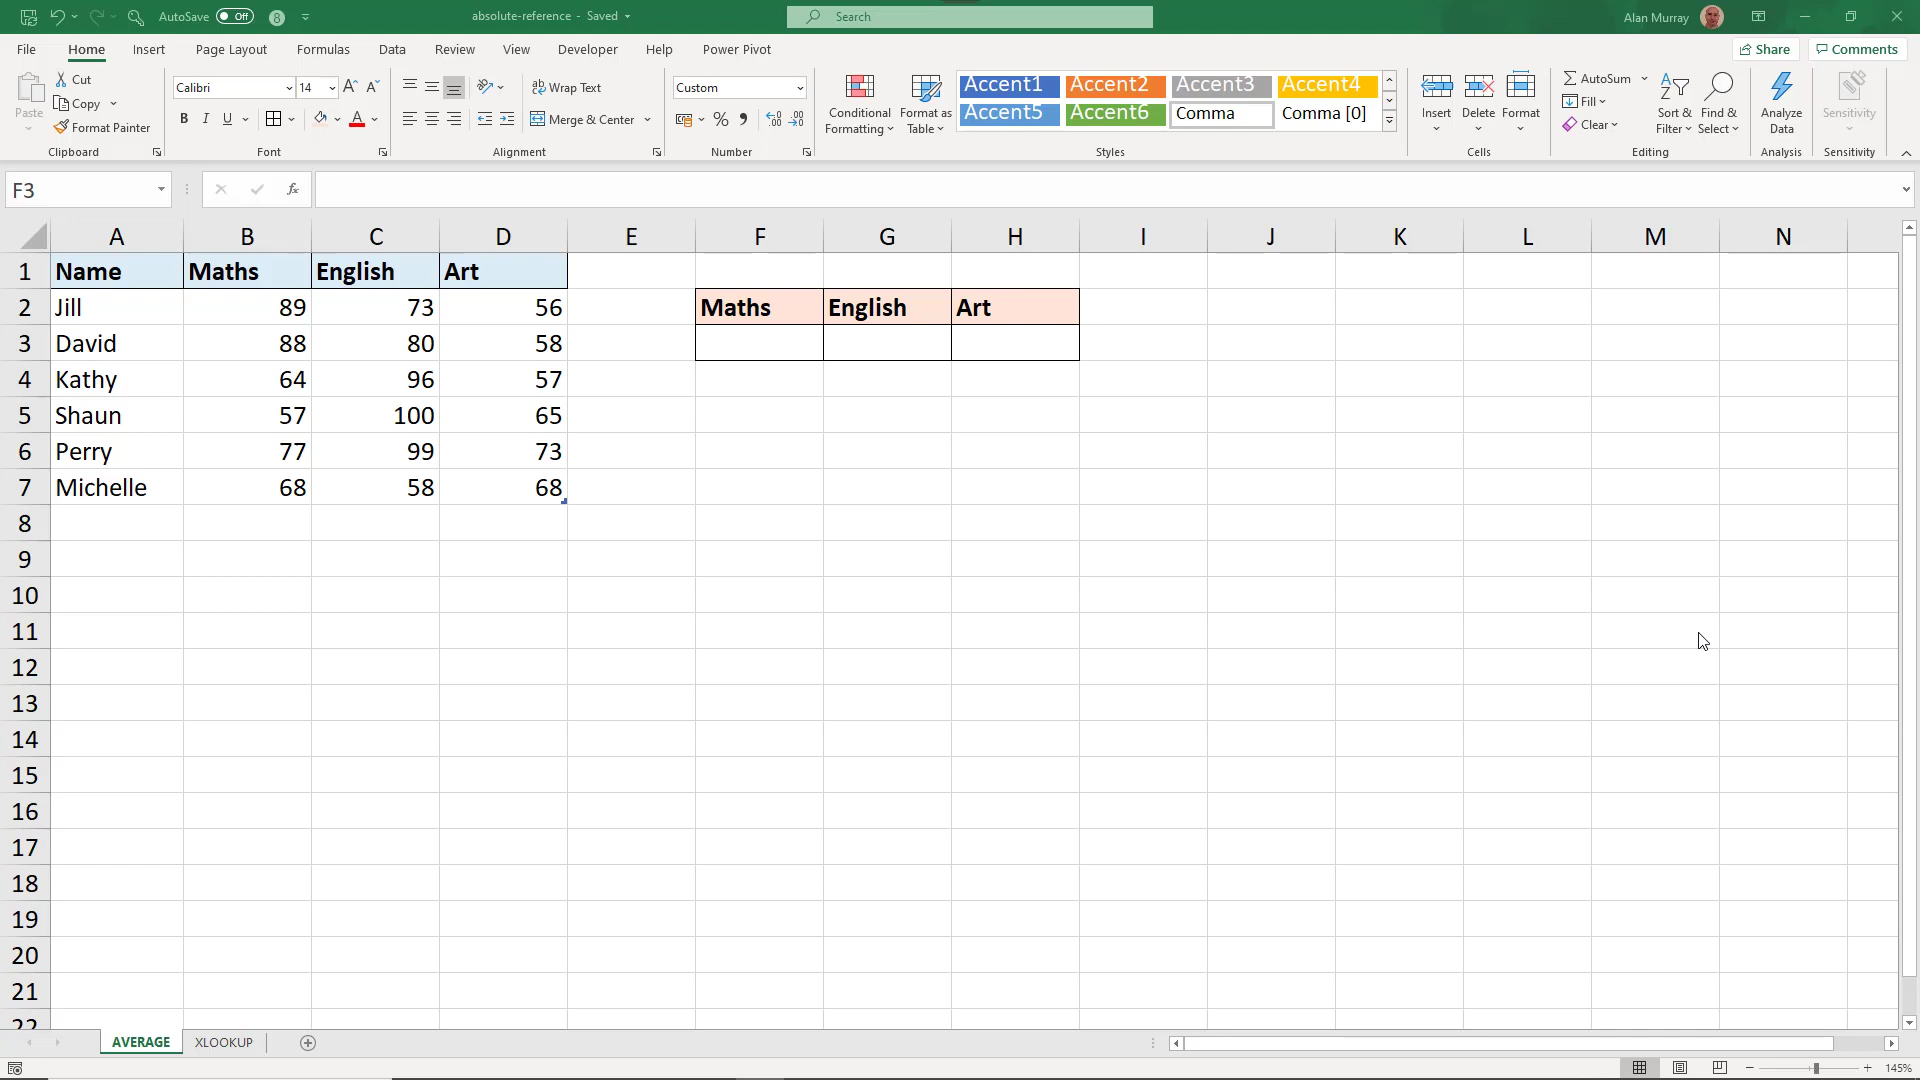 AutoSave Off 8 absolute-reference - Saved Search Alan Murray
File Home Insert Page Layout Formulas Data Review View Developer Help Power Pivot Share Comments
Paste Cut Copy Format Painter
Clipboard
Calibri 14
B I U A
Font
Wrap Text
Merge & Center
Alignment
Custom
% 
Number
Conditional Formatting
Format as Table
Accent1 Accent2 Accent3 Accent4
Accent5 Accent6 Comma Comma [0]
Styles
Insert Delete Format
Cells
AutoSum
Fill
Clear
Sort & Filter
Find & Select
Editing
Analyze Data
Analysis
Sensitivity
Sensitivity
F3 fx
A B C D E F G H I J K L M N
1 Name Maths English Art
2 Jill 89 73 56 Maths English Art
3 David 88 80 58
4 Kathy 64 96 57
5 Shaun 57 100 65
6 Perry 77 99 73
7 Michelle 68 58 68
8
9
10
11
12
13
14
15
16
17
18
19
20
21
22
AVERAGE XLOOKUP
145%